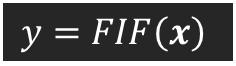 y = FIF(x)